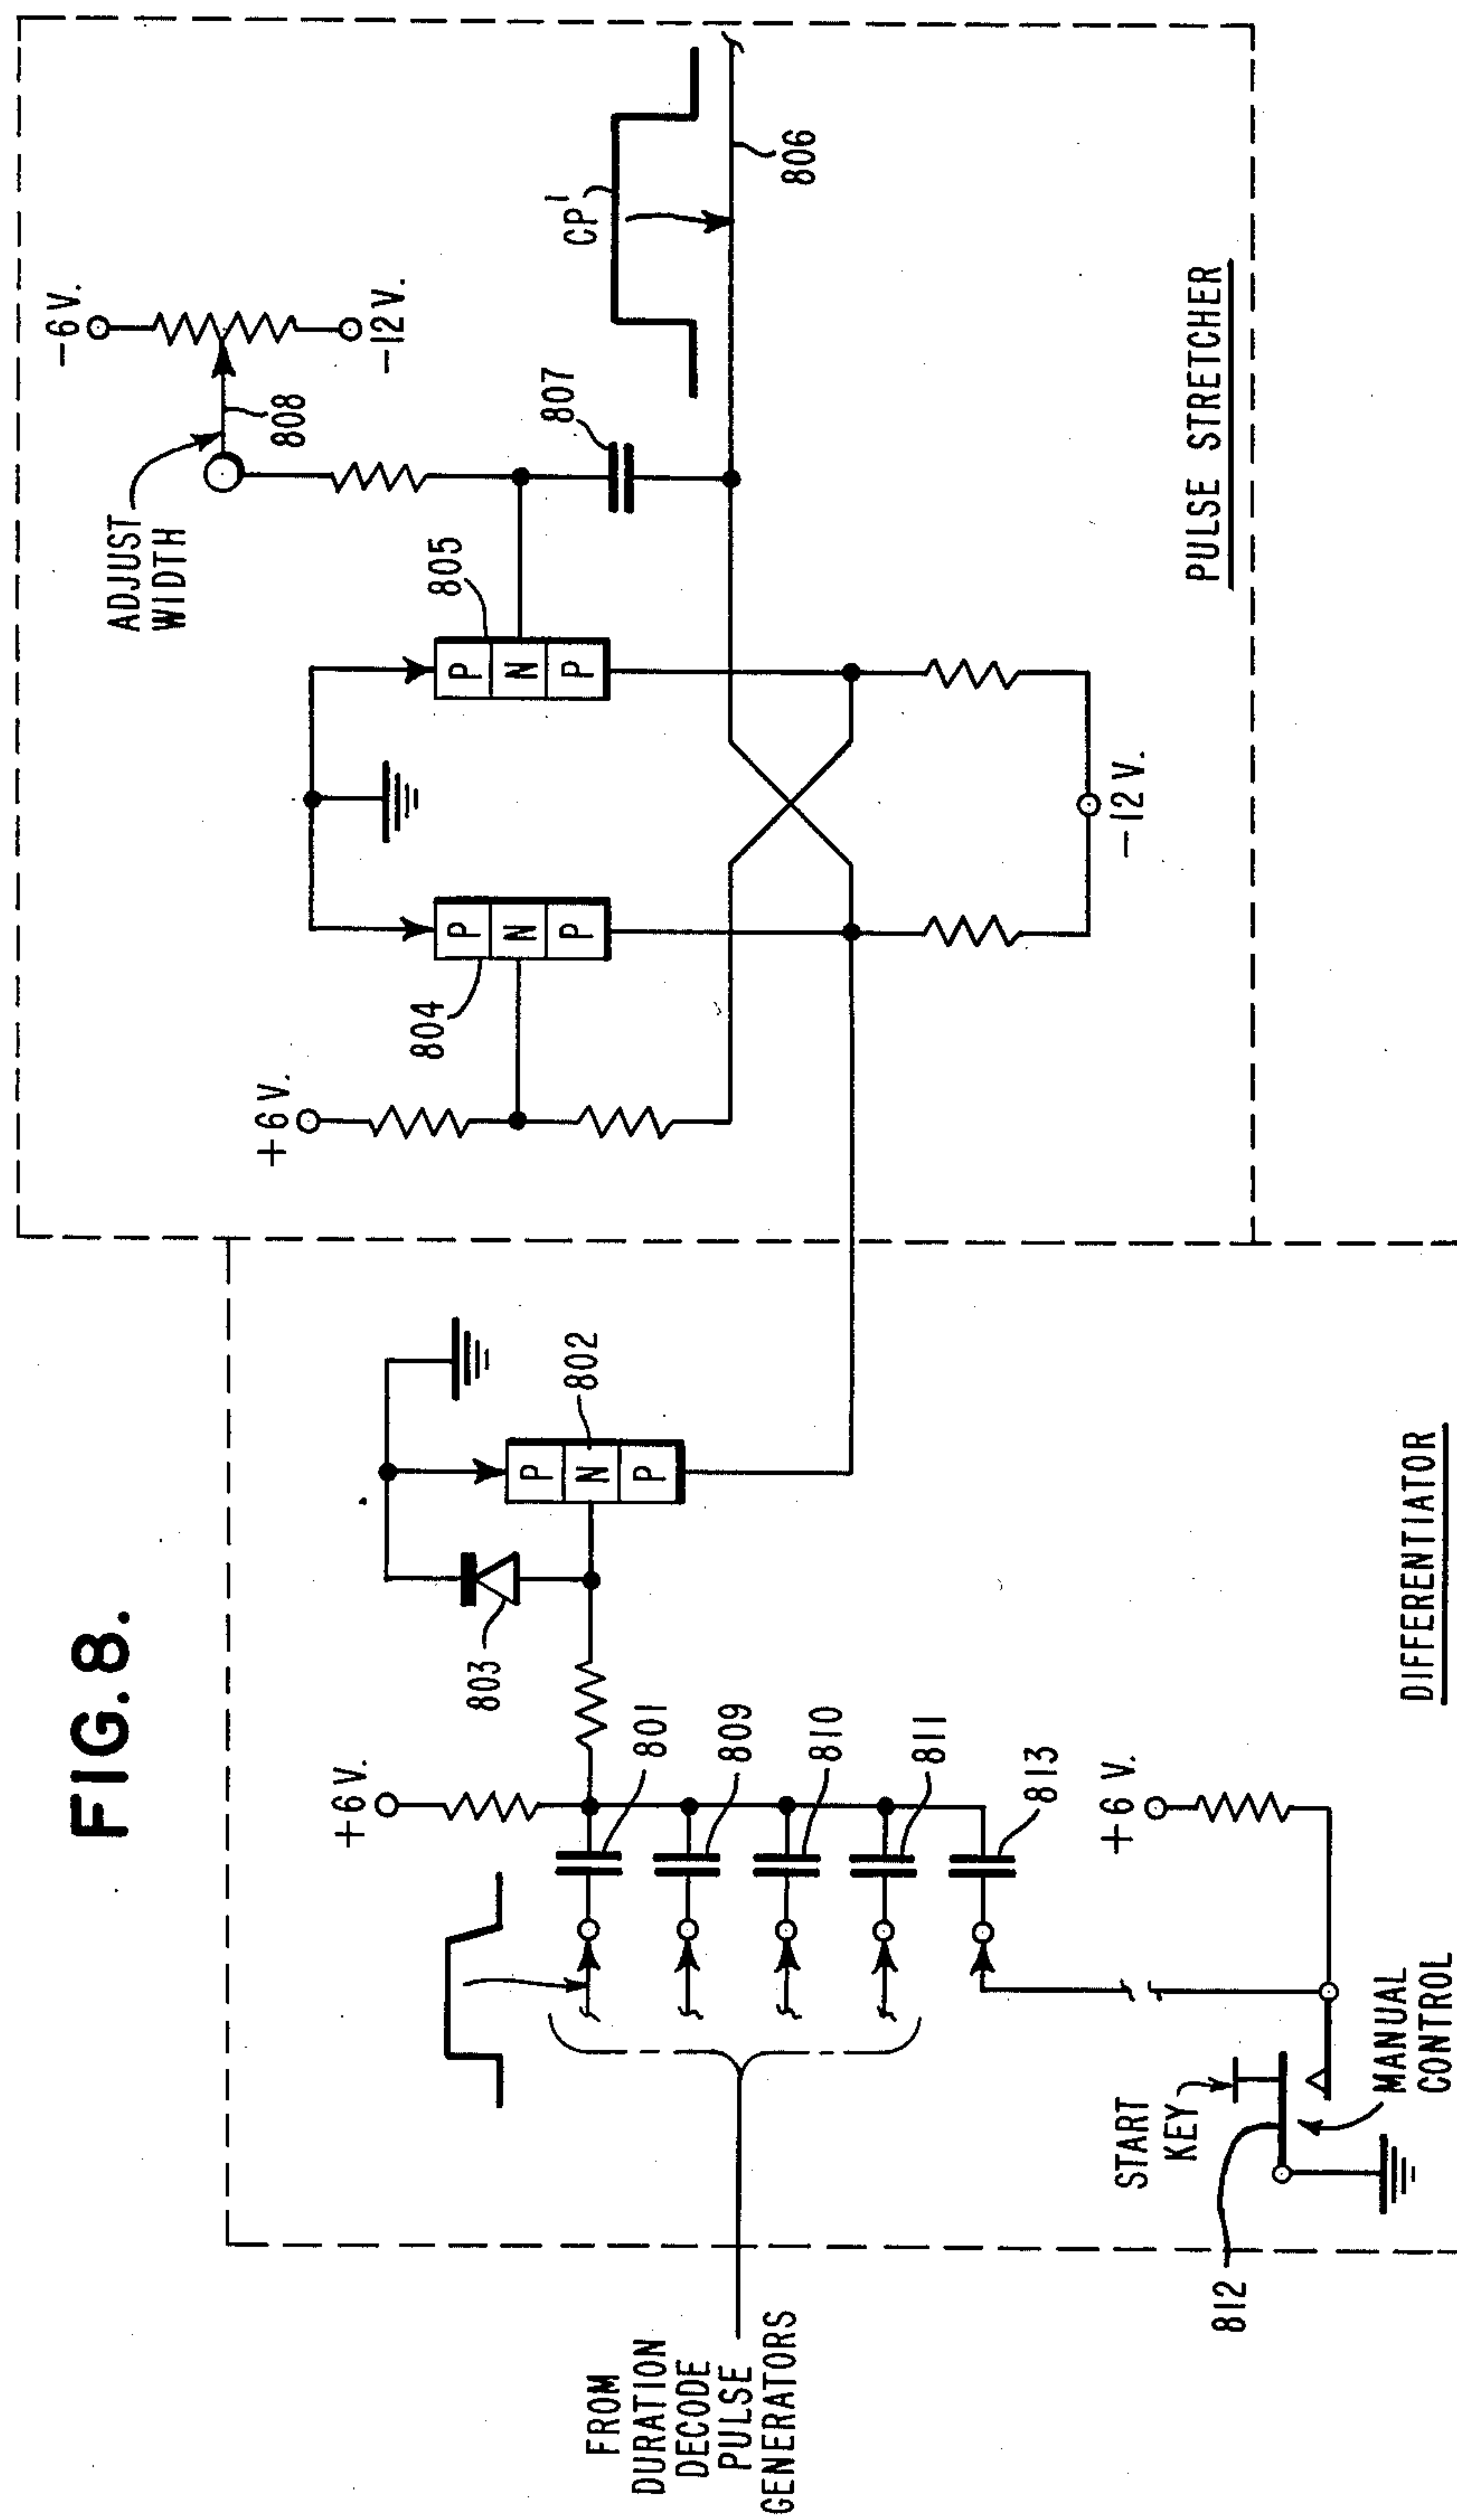 FIG. 8.
-6 V.
808
-12 V.
ADJUST
WIDTH
805
807
CP'
806
P
N
P
804
P
N
P
+6 V.
-12 V.
PULSE STRETCHER
802
P
N
P
803
+6 V.
801
809
810
811
813
+6 V.
START
KEY
MANUAL
CONTROL
812
DIFFERENTIATOR
FROM
DURATION
DECODE
PULSE
GENERATORS